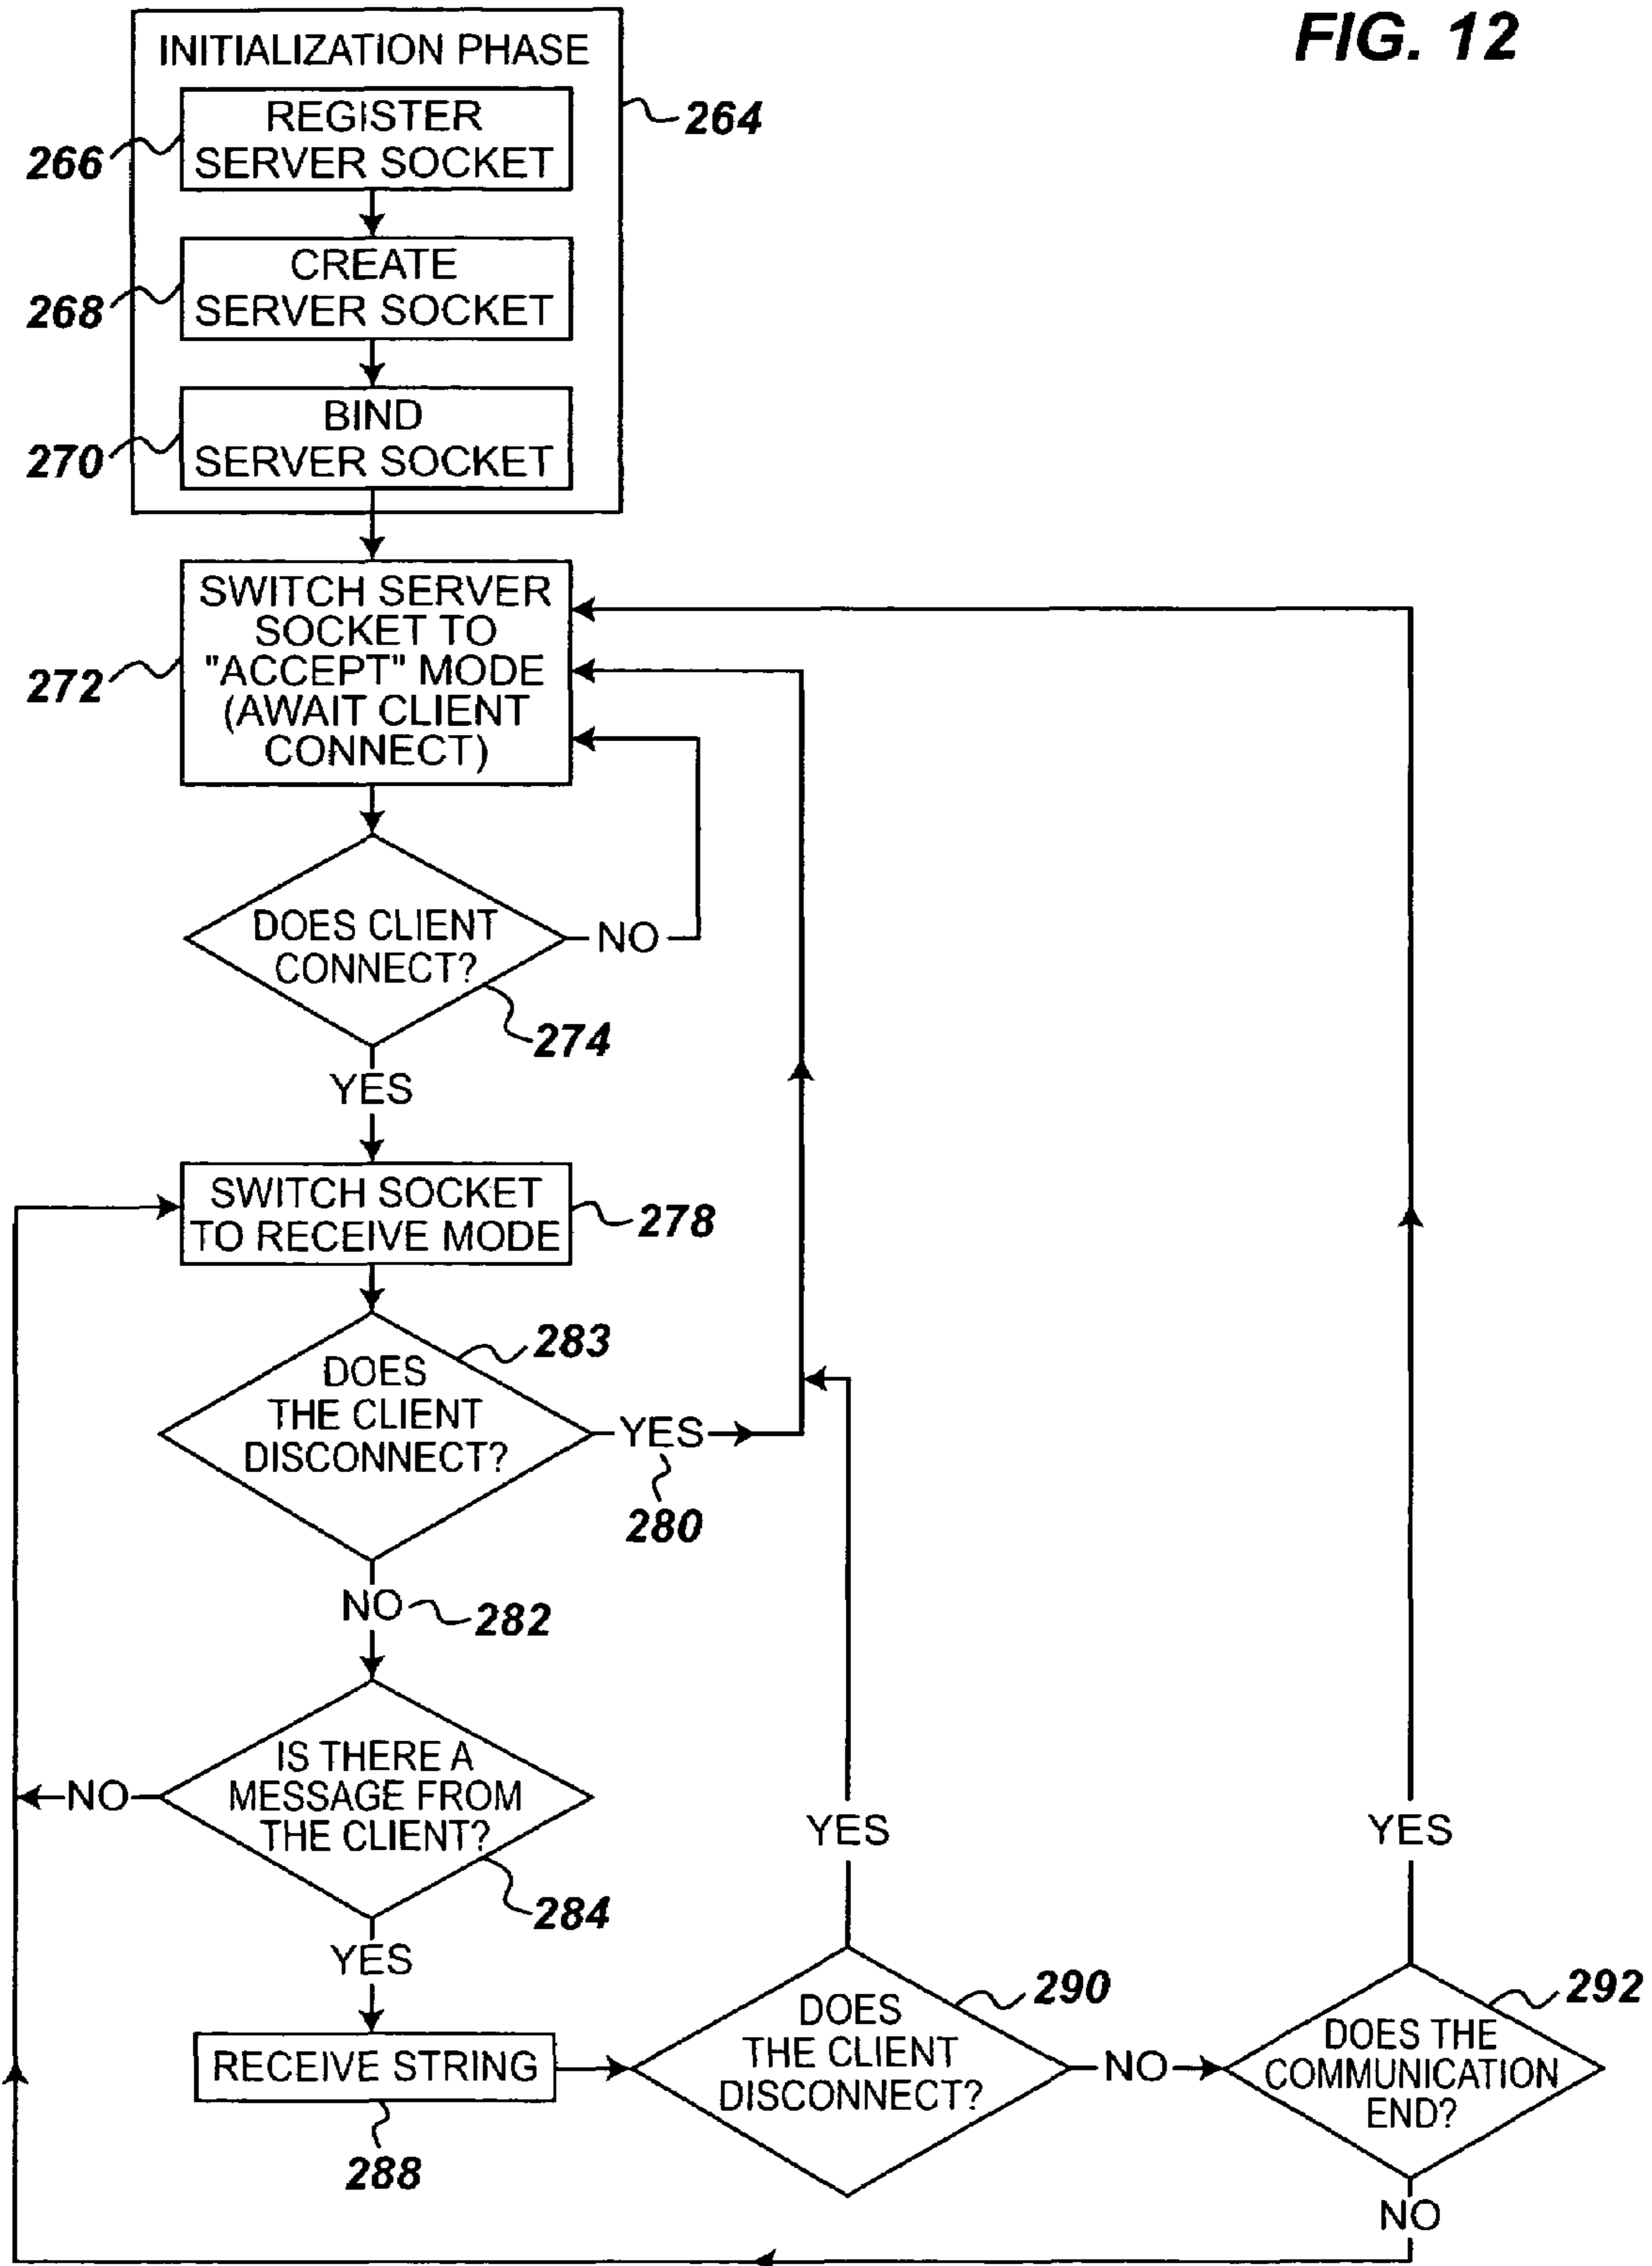 FIG. 12
INITIALIZATION PHASE
264
REGISTER
SERVER SOCKET
266
CREATE
SERVER SOCKET
268
BIND
SERVER SOCKET
270
SWITCH SERVER
SOCKET TO
"ACCEPT" MODE
(AWAIT CLIENT
CONNECT)
272
DOES CLIENT
CONNECT?
NO
274
YES
SWITCH SOCKET
TO RECEIVE MODE
278
283
DOES
THE CLIENT
DISCONNECT?
YES
280
NO
282
IS THERE A
MESSAGE FROM
THE CLIENT?
NO
284
YES
RECEIVE STRING
288
DOES
THE CLIENT
DISCONNECT?
290
YES
NO
DOES THE
COMMUNICATION
END?
292
YES
NO